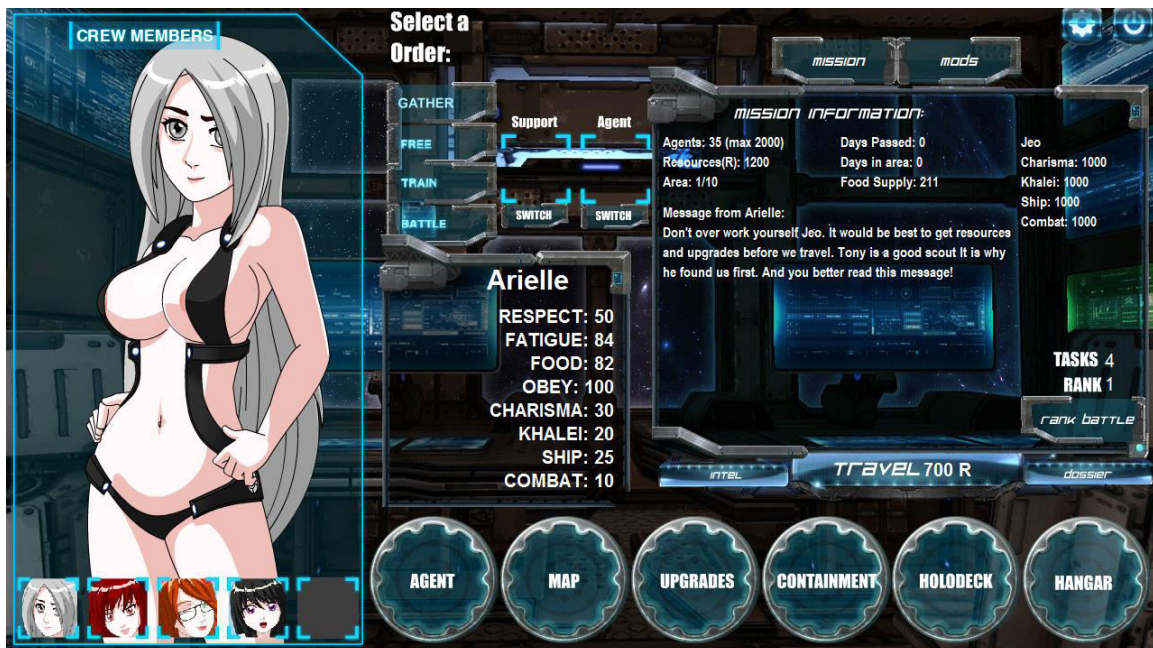 CREW MEMBERS
Select a
Order:
GATHER
FREE
TRAIN
BATTLE
Support
Agent
SWITCH
SWITCH
Arielle
RESPECT: 50
FATIGUE: 84
FOOD: 82
OBEY: 100
CHARISMA: 30
KHALEI: 20
SHIP: 25
COMBAT: 10
mission
mods
mission information:
Agents: 35 (max 2000)
Resources(R): 1200
Area: 1/10
Days Passed: 0
Days in area: 0
Food Supply: 211
Jeo
Charisma: 1000
Khalei: 1000
Ship: 1000
Combat: 1000
Message from Arielle:
Don't over work yourself Jeo. it would be best to get resources
and upgrades before we travel. Tony is a good scout It is why
he found us first. And you better read this message!
TASKS 4
RANK 1
rank battle
intel
Travel 700 R
dossier
AGENT
MAP
UPGRADES
CONTAINMENT
HOLODECK
HANGAR